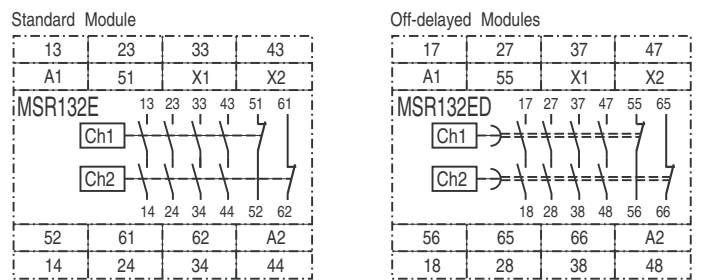 Standard Module
13 23 33 43
A1 51 X1 X2
MSR132E 13 23 33 43 51 61
Ch1
Ch2
14 24 34 44 52 62
52 61 62 A2
14 24 34 44
Off-delayed Modules
17 27 37 47
A1 55 X1 X2
MSR132ED 17 27 37 47 55 65
Ch1
Ch2
18 28 38 48 56 66
56 65 66 A2
18 28 38 48